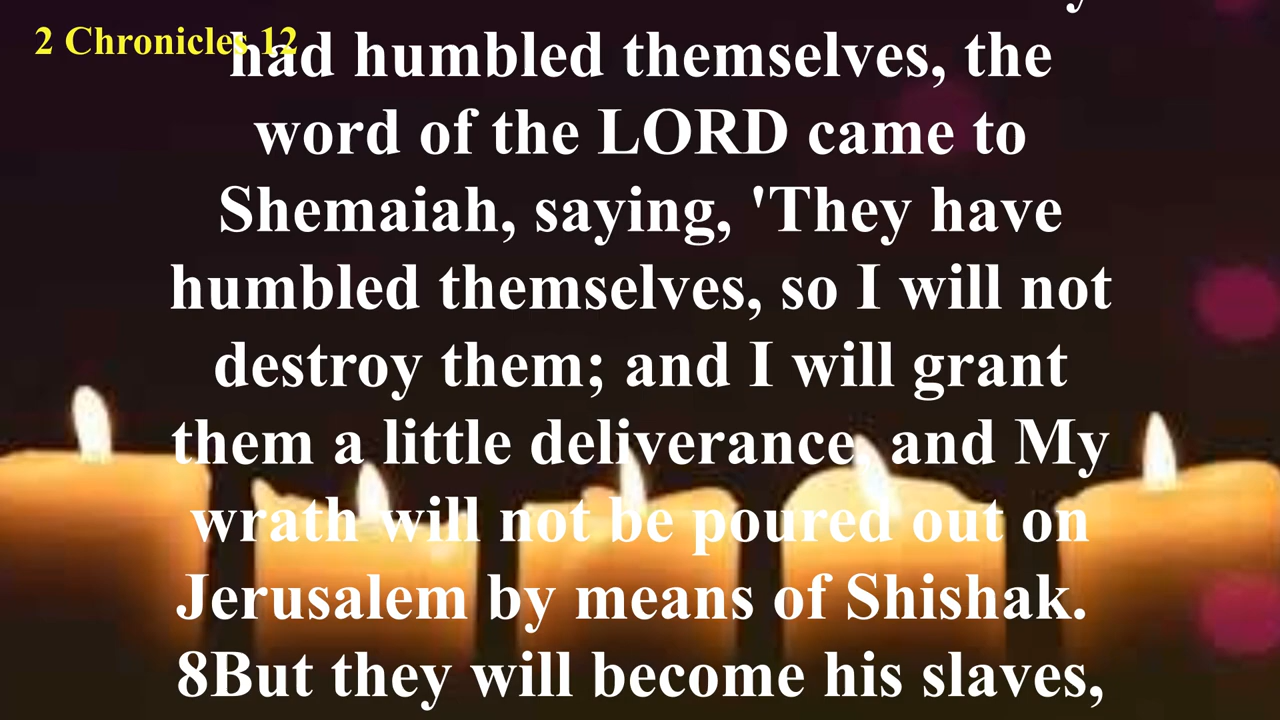 2 Chronicles 12
had humbled themselves, the
word of the LORD came to
Shemaiah, saying, 'They have
humbled themselves, so I will not
destroy them; and I will grant
them a little deliverance, and My
wrath will not be poured out on
Jerusalem by means of Shishak.
8But they will become his slaves,